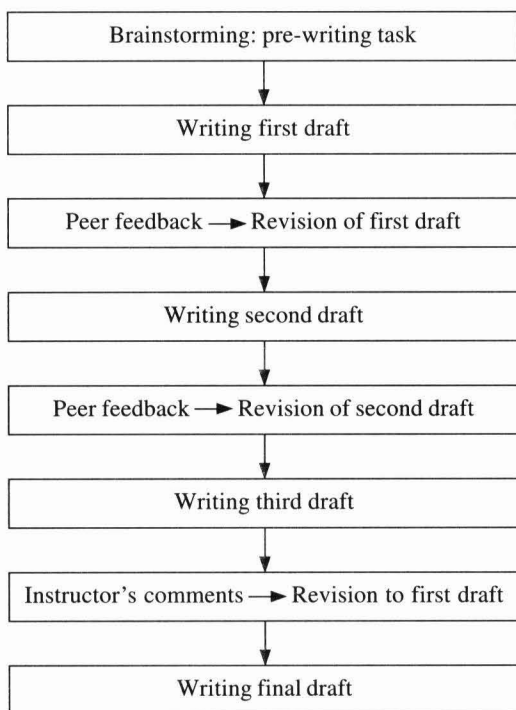 Brainstorming: pre-writing task
Writing first draft
Peer feedback → Revision of first draft
Writing second draft
Peer feedback → Revision of second draft
Writing third draft
Instructor's comments → Revision to first draft
Writing final draft